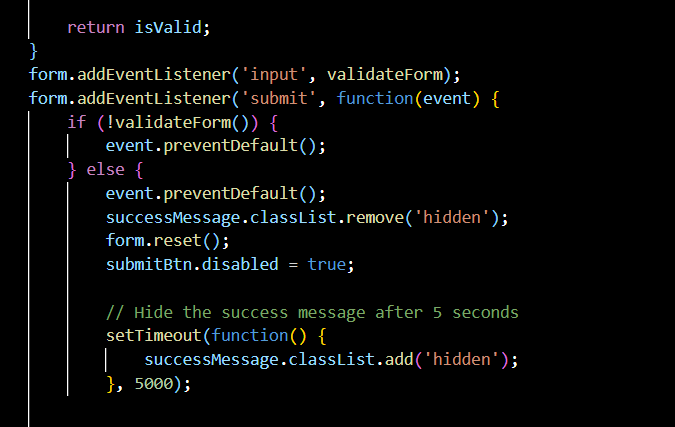 return isValid;
}
form.addEventListener('input', validateForm);
form.addEventListener('submit', function(event) {
if (!validateForm()) {
event.preventDefault();
} else {
event.preventDefault();
successMessage.classList.remove('hidden');
form.reset();
submitBtn.disabled = true;
// Hide the success message after 5 seconds
setTimeout(function() {
successMessage.classList.add('hidden');
}, 5000);